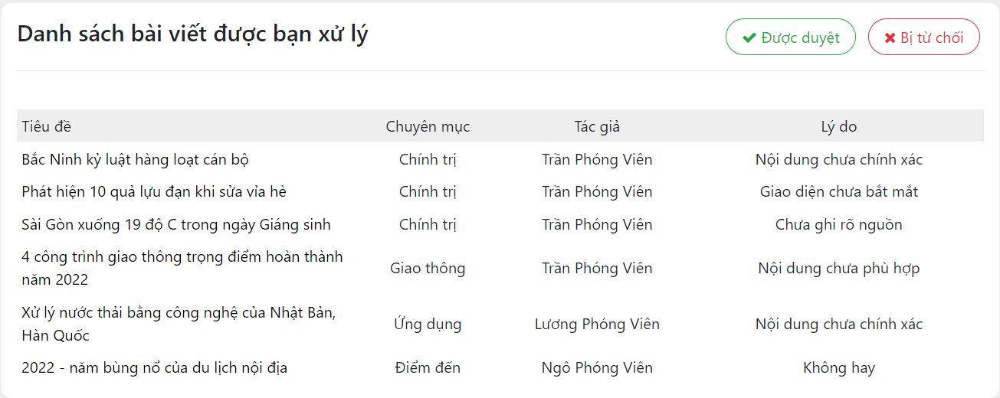 Danh sách bài viết được bạn xử lý
Được duyệt
Bị từ chối
Tiêu đề Chuyên mục Tác giả Lý do
Bắc Ninh kỷ luật hàng loạt cán bộ Chính trị Trần Phóng Viên Nội dung chưa chính xác
Phát hiện 10 quả lựu đạn khi sửa vỉa hè Chính trị Trần Phóng Viên Giao diện chưa bắt mắt
Sài Gòn xuống 19 độ C trong ngày Giáng sinh Chính trị Trần Phóng Viên Chưa ghi rõ nguồn
4 công trình giao thông trọng điểm hoàn thành
năm 2022 Giao thông Trần Phóng Viên Nội dung chưa phù hợp
Xử lý nước thải bằng công nghệ của Nhật Bản,
Hàn Quốc Ứng dụng Lương Phóng Viên Nội dung chưa chính xác
2022 - năm bùng nổ của du lịch nội địa Điểm đến Ngô Phóng Viên Không hay